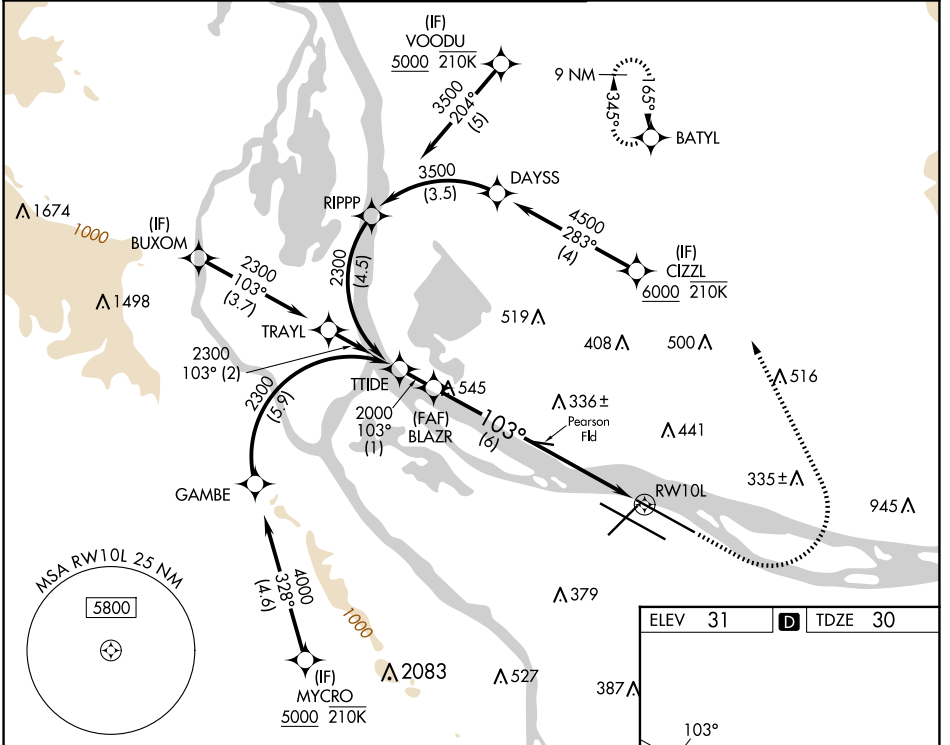 (IF)
VOODU
5000 210K
3500
204°
(5)
9 NM
345°
165°
BATYL
3500
(3.5)
DAYSS
RIPPP
4500
283°
(4)
(IF)
CIZZL
6000 210K
1674
1000
(IF)
BUXOM
2300
103°
(3.7)
2300
(4.5)
1498
TRAYL
519
408
500
2300
103° (2)
TTIDE
545
516
2300
(5.9)
2000
103°
(1)
(FAF)
BLAZR
103°
(6)
336±
Pearson
Fld
441
GAMBE
RW10L
335±
945
MSA RW10L 25 NM
5800
4000
328°
(4.6)
1000
379
ELEV 31
D
TDZE 30
(IF)
MYCRO
5000 210K
2083
527
387
103°